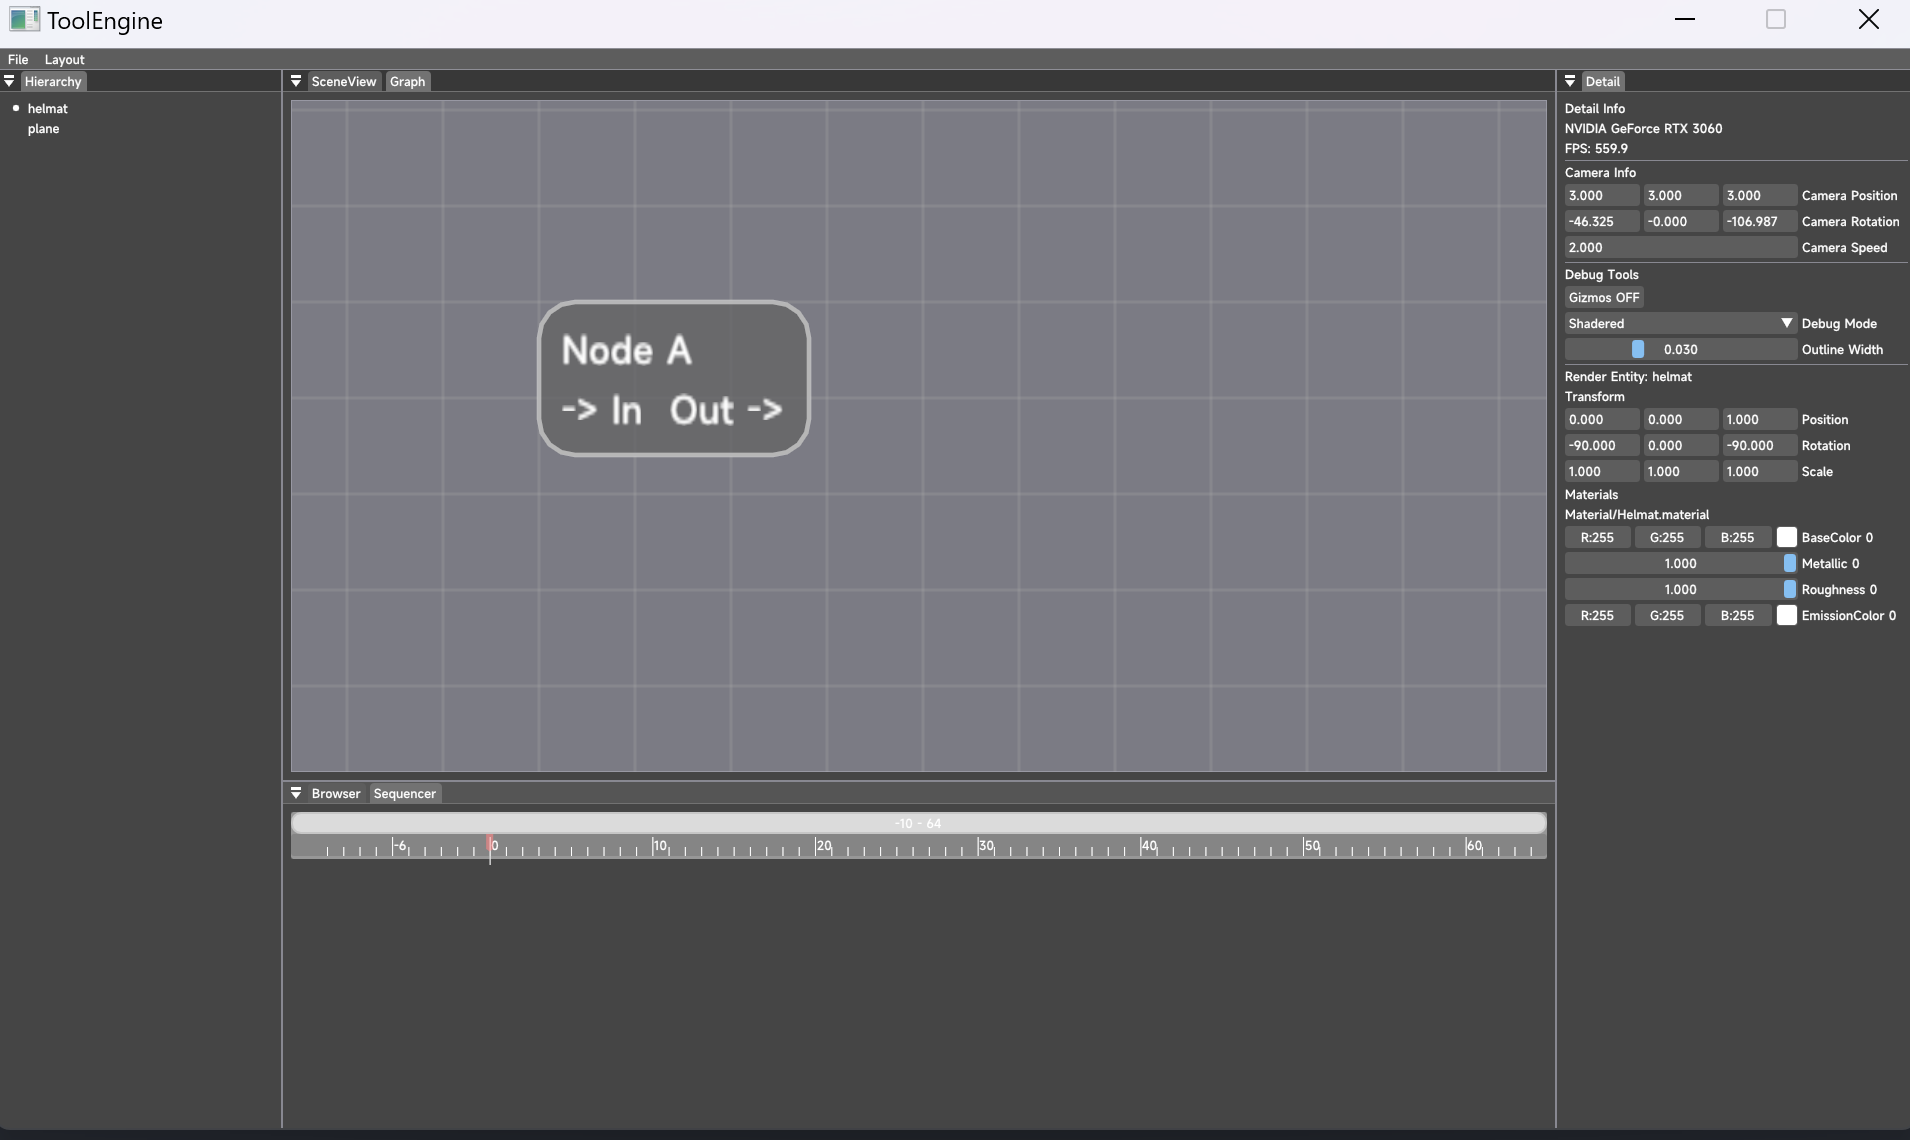 ToolEngine
File Layout
Hierarchy
helmat
plane
SceneView Graph
Node A
-> In Out ->
Browser Sequencer
-10 - 64
-6 0 10 20 30 40 50 60
Detail
Detail Info
NVIDIA GeForce RTX 3060
FPS: 559.9
Camera Info
3.000 3.000 3.000 Camera Position
-46.325 -0.000 -106.987 Camera Rotation
2.000 Camera Speed
Debug Tools
Gizmos OFF
Shadered Debug Mode
0.030 Outline Width
Render Entity: helmat
Transform
0.000 0.000 1.000 Position
-90.000 0.000 -90.000 Rotation
1.000 1.000 1.000 Scale
Materials
Material/Helmat.material
R:255 G:255 B:255 BaseColor 0
1.000 Metallic 0
1.000 Roughness 0
R:255 G:255 B:255 EmissionColor 0